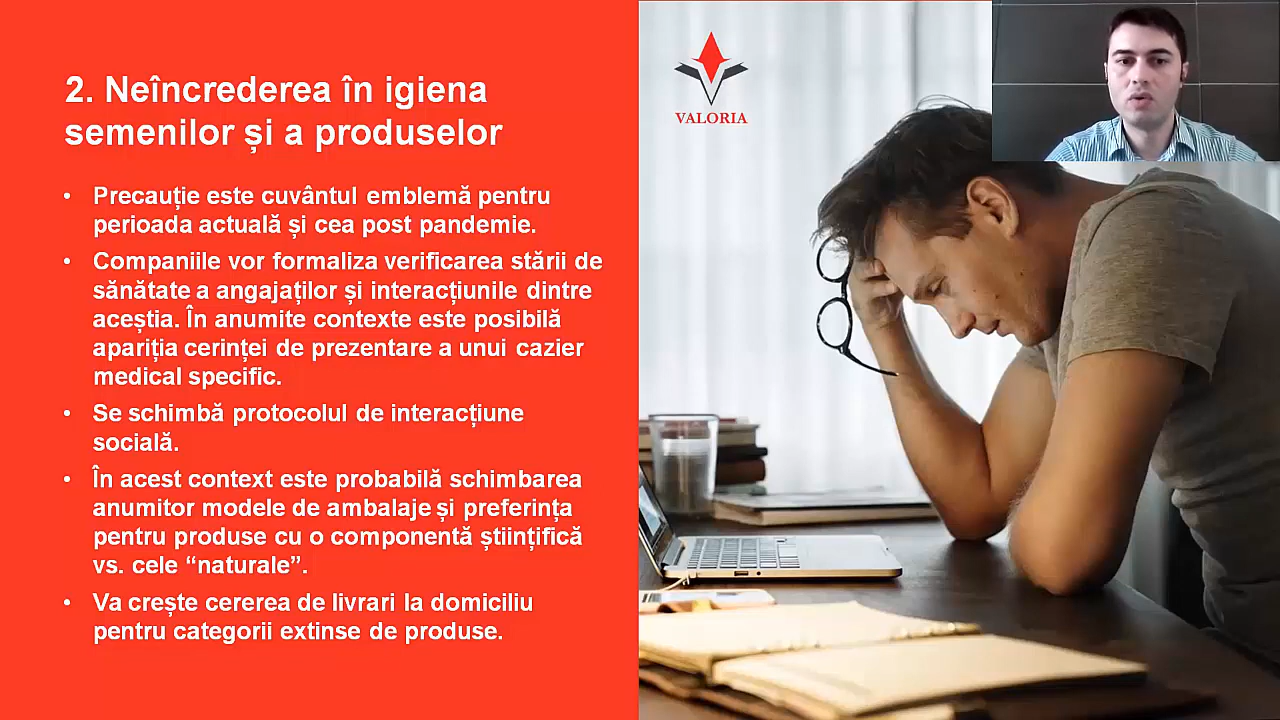 2. Neîncrederea în igiena
semenilor și a produselor
• Precauție este cuvântul emblemă pentru
perioada actuală și cea post pandemie.
• Companiile vor formaliza verificarea stării de
sănătate a angajaților și interacțiunile dintre
aceștia. În anumite contexte este posibilă
apariția cerinței de prezentare a unui cazier
medical specific.
• Se schimbă protocolul de interacțiune
socială.
• În acest context este probabilă schimbarea
anumitor modele de ambalaje și preferința
pentru produse cu o componentă științifică
vs. cele “naturale”.
• Va crește cererea de livrari la domiciliu
pentru categorii extinse de produse.
VALORIA